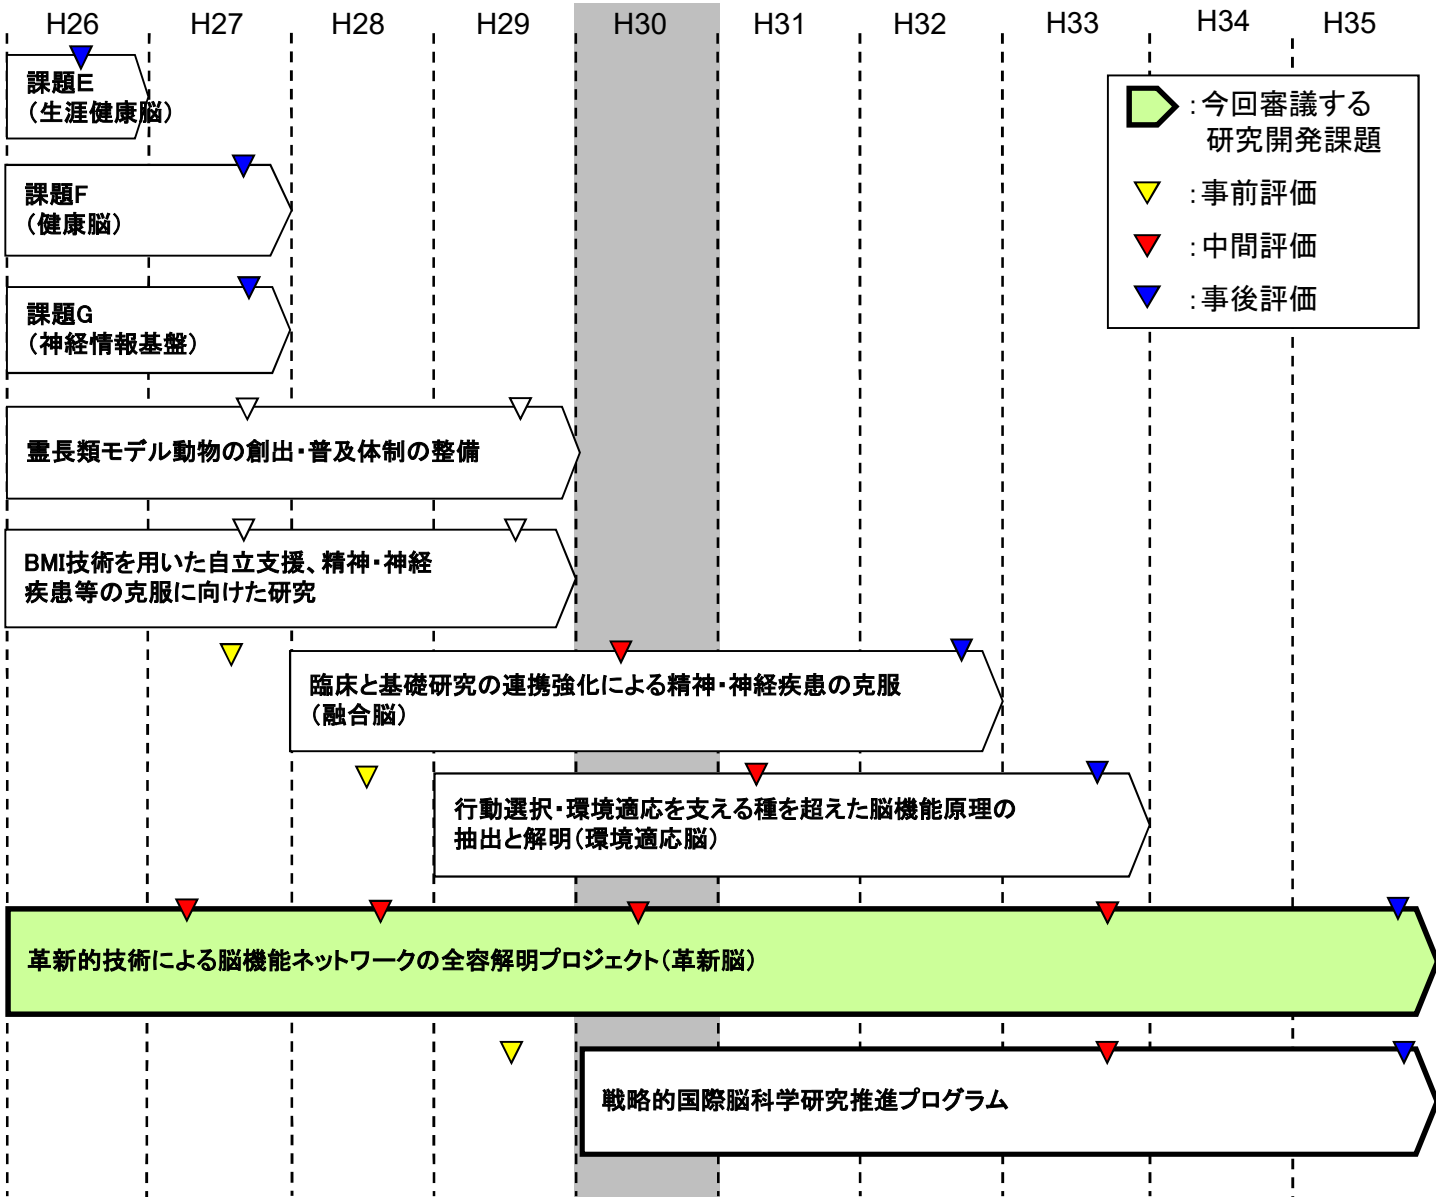 H26 H27 H28 H29 H30 H31 H32 H33 H34 H35
課題E
（生涯健康脳）
:今回審議する
研究開発課題
:事前評価
:中間評価
:事後評価
課題F
（健康脳）
課題G
（神経情報基盤）
霊長類モデル動物の創出・普及体制の整備
BMI技術を用いた自立支援、精神・神経
疾患等の克服に向けた研究
臨床と基礎研究の連携強化による精神・神経疾患の克服
（融合脳）
行動選択・環境適応を支える種を超えた脳機能原理の
抽出と解明（環境適応脳）
革新的技術による脳機能ネットワークの全容解明プロジェクト（革新脳）
戦略的国際脳科学研究推進プログラム